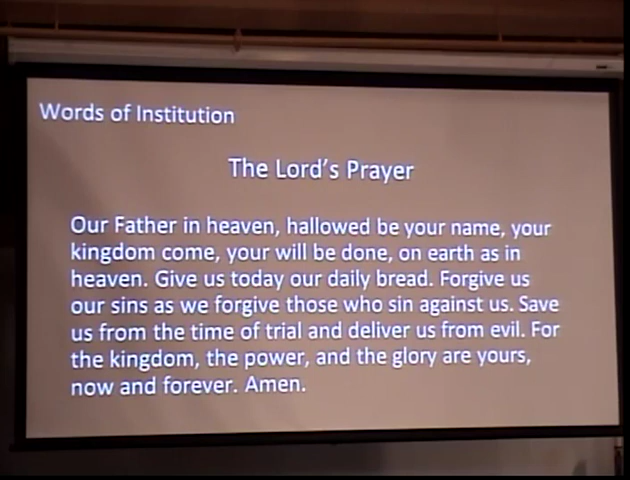 Words of Institution
The Lord's Prayer
Our Father in heaven, hallowed be your name, your
kingdom come, your will be done, on earth as in
heaven. Give us today our daily bread. Forgive us
our sins as we forgive those who sin against us. Save
us from the time of trial and deliver us from evil. For
the kingdom, the power, and the glory are yours,
now and forever. Amen.